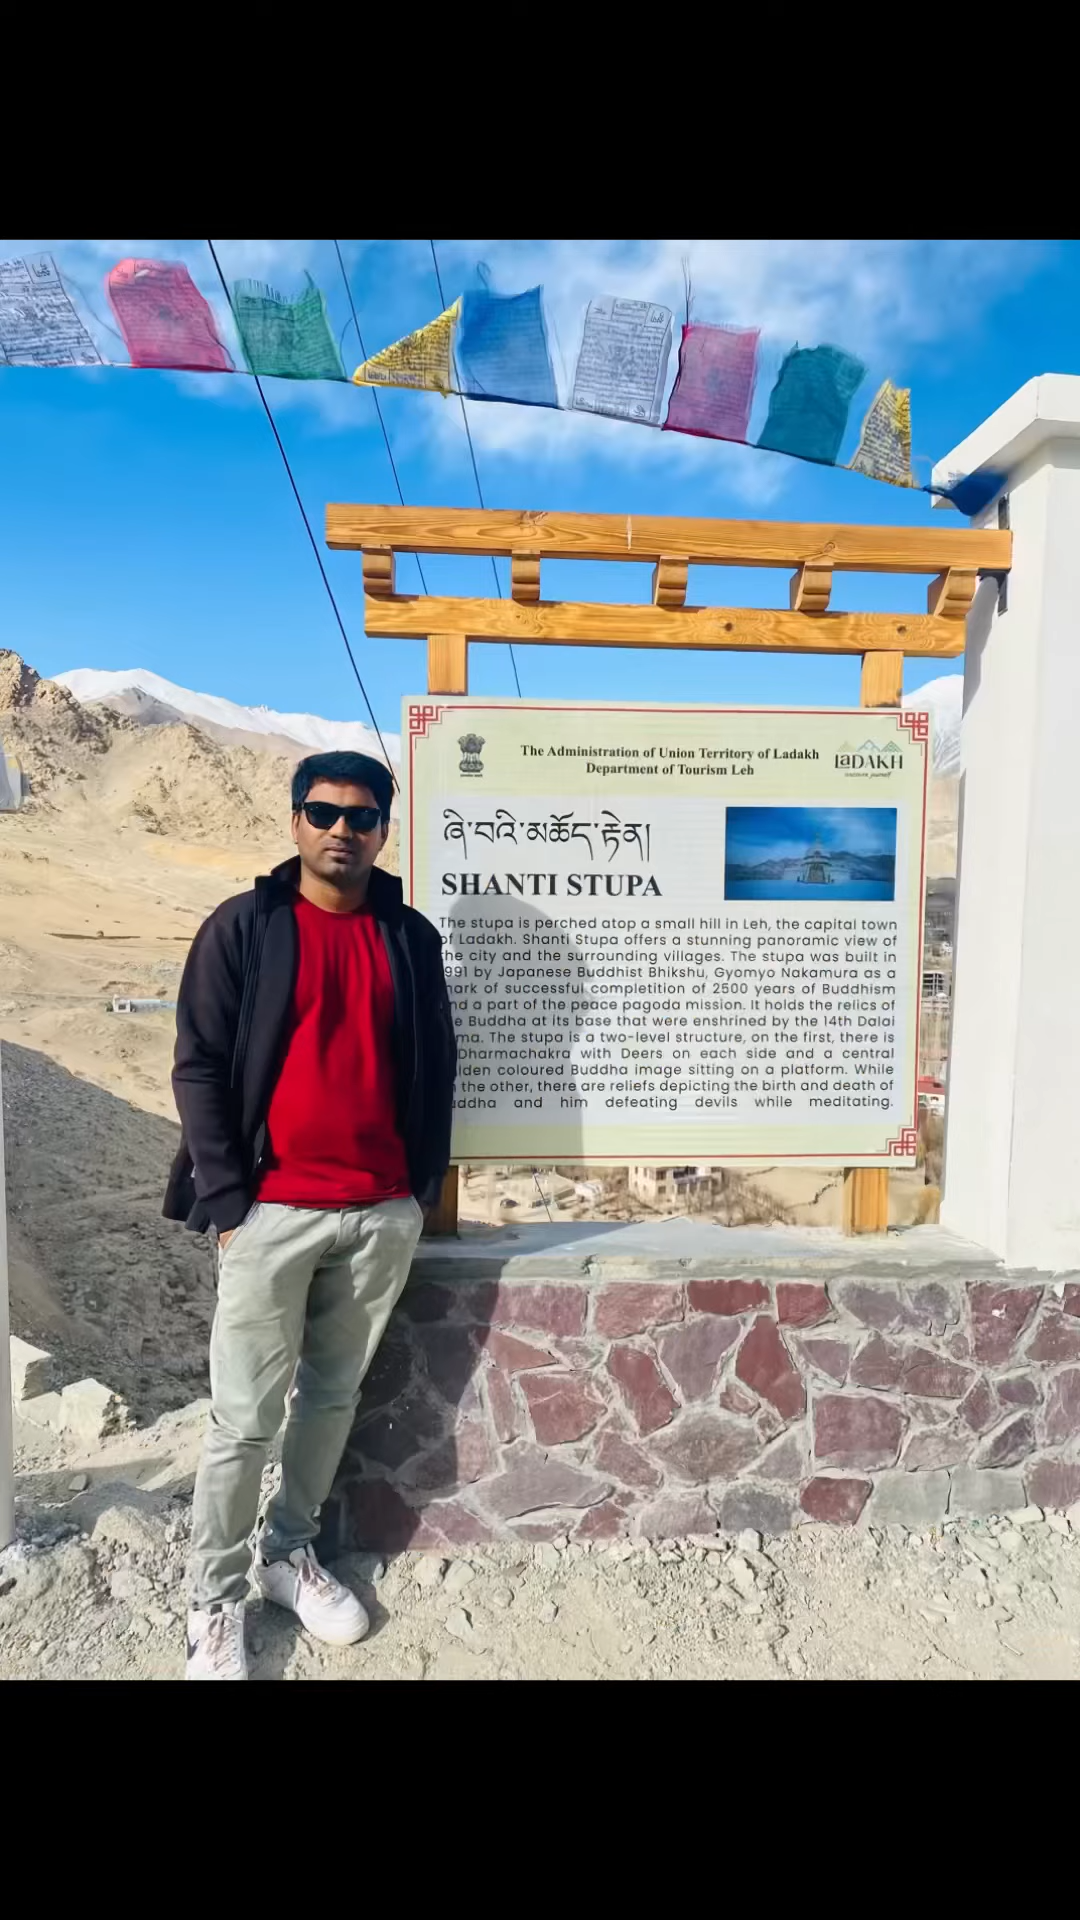 The Administration of Union Territory of Ladakh
Department of Tourism Leh
LaDAKH
ཞི་བའི་མཆོད་རྟེན།
SHANTI STUPA
The stupa is perched atop a small hill in Leh, the capital town
of Ladakh. Shanti Stupa offers a stunning panoramic view of
the city and the surrounding villages. The stupa was built in
1991 by Japanese Buddhist Bhikshu, Gyomyo Nakamura as a
mark of successful completition of 2500 years of Buddhism
and a part of the peace pagoda mission. It holds the relics of
Buddha at its base that were enshrined by the 14th Dalai
The stupa is a two-level structure, on the first, there is
Dharmachakra with Deers on each side and a central
coloured Buddha image sitting on a platform. While
the other, there are reliefs depicting the birth and death of
and him defeating devils while meditating.